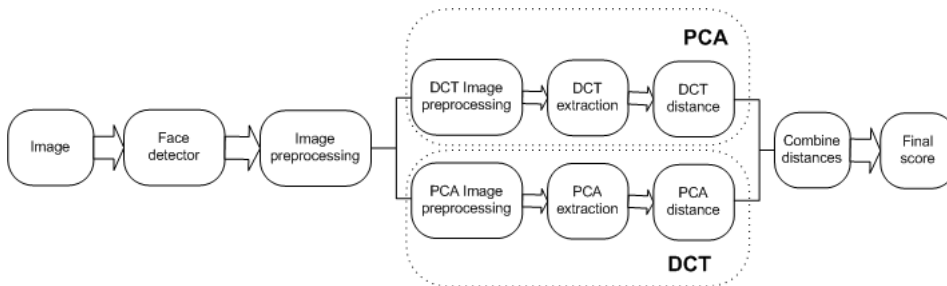 PCA
DCT Image
preprocessing
DCT
extraction
DCT
distance
Image
Face
detector
Image
preprocessing
Combine
distances
Final
score
PCA Image
preprocessing
PCA
extraction
PCA
distance
DCT